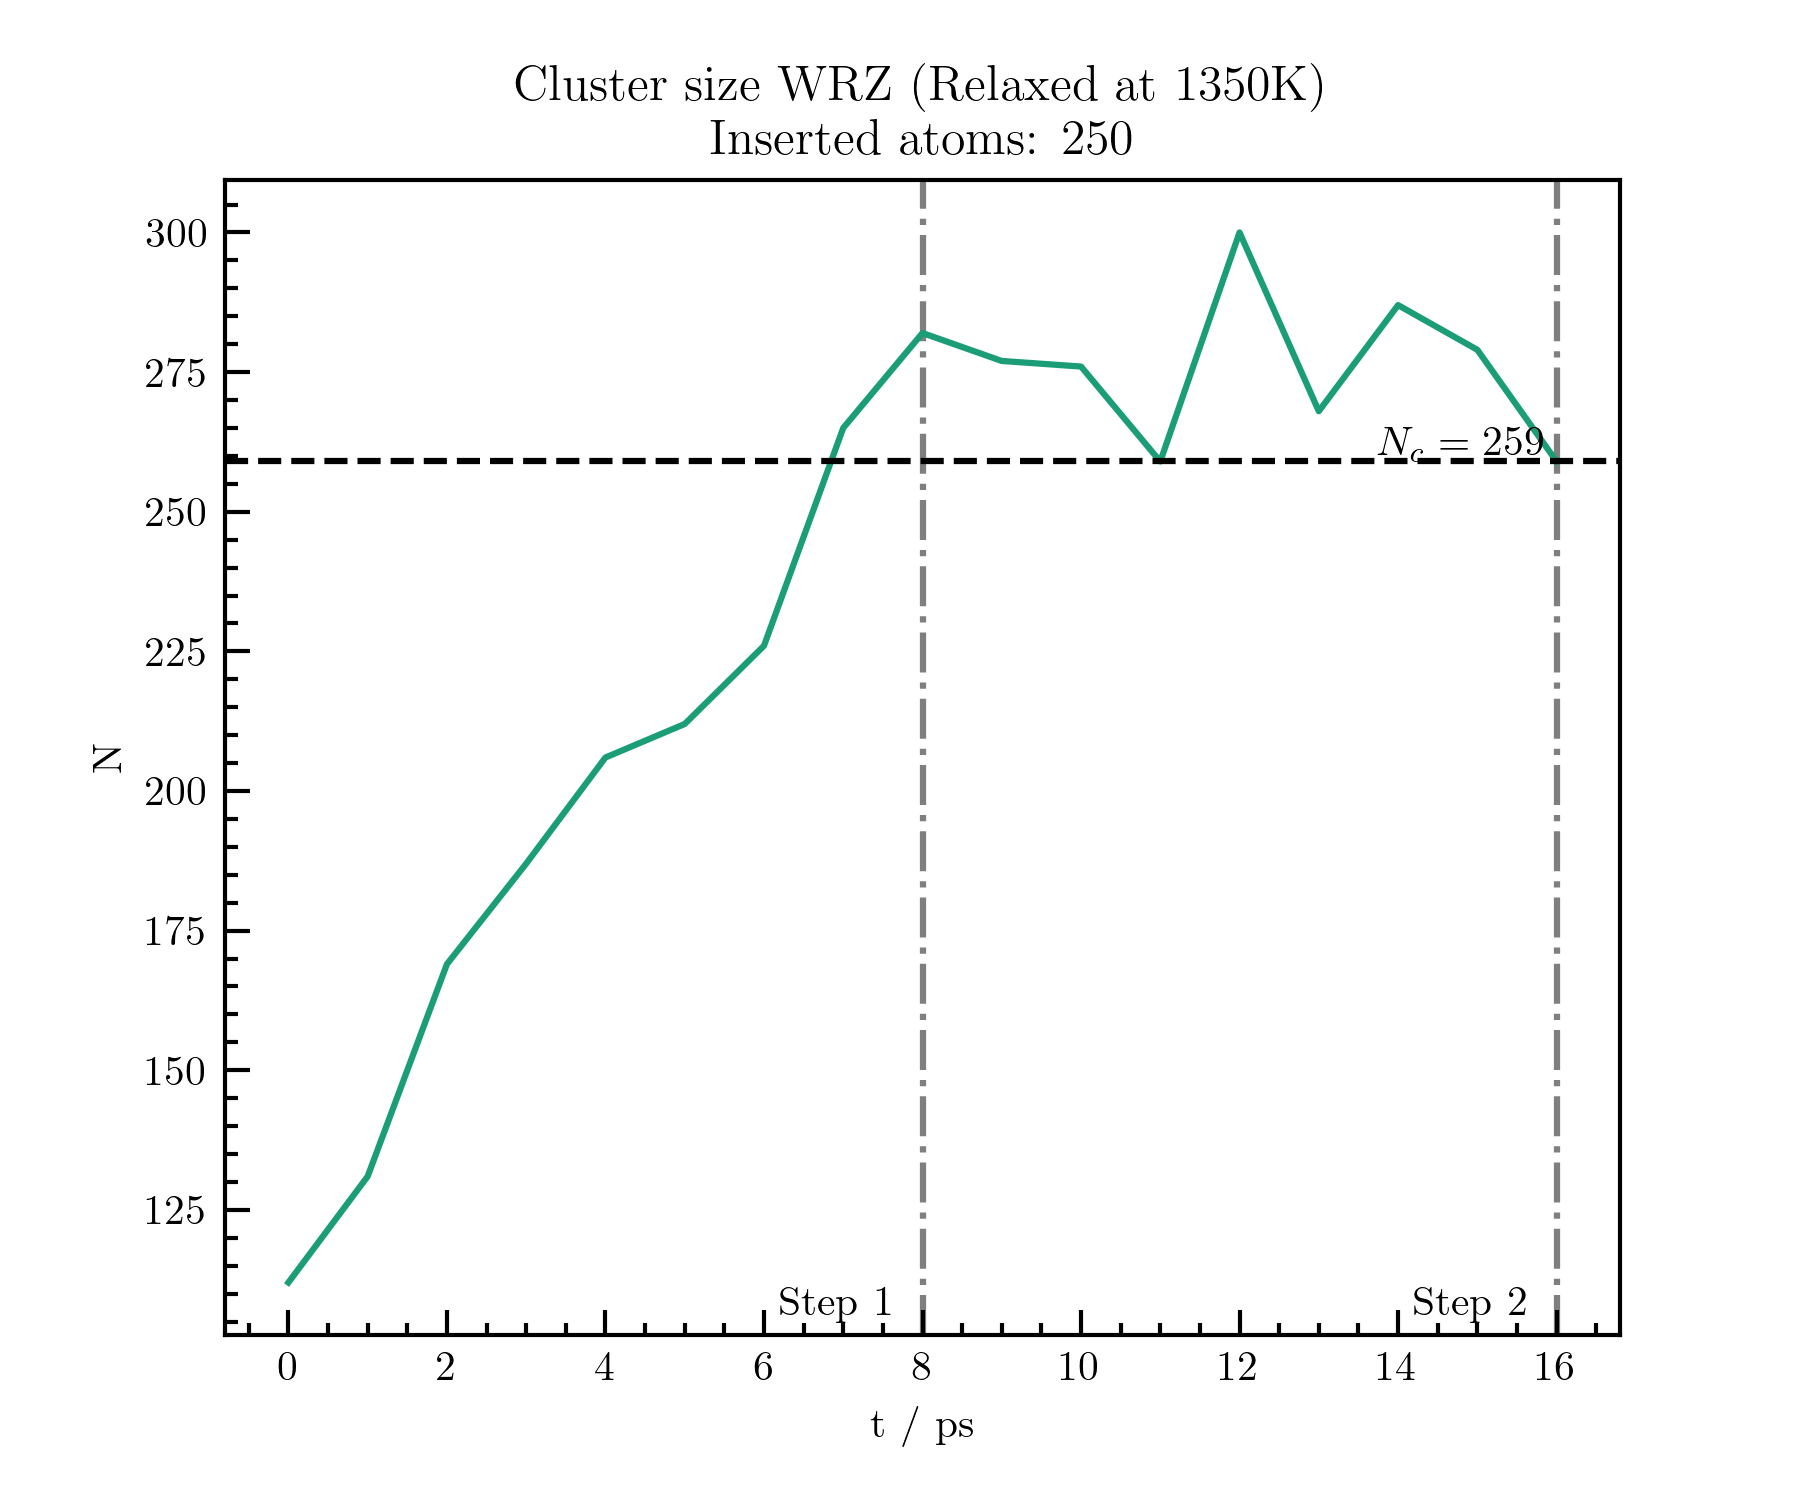 Cluster size WRZ (Relaxed at 1350K)
Inserted atoms: 250
300
275
250
225
200
175
150
125
N
N_c = 259
Step 1
Step 2
0 2 4 6 8 10 12 14 16
t / ps